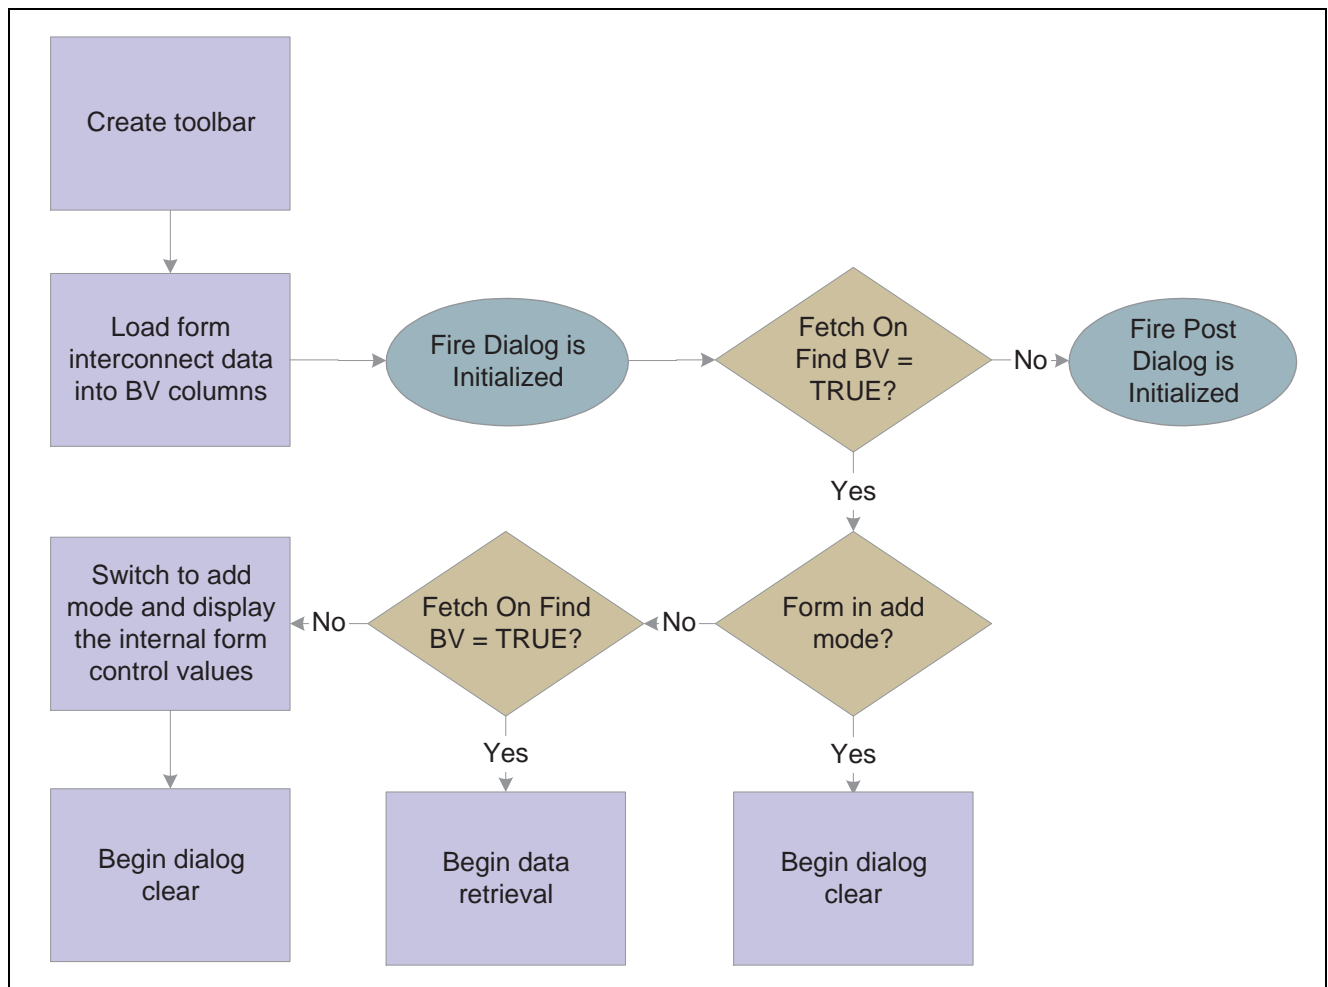 Create toolbar
Load form
interconnect data
into BV columns
Fire Dialog is
Initialized
Fetch On
Find BV =
TRUE?
No
Fire Post
Dialog is
Initialized
Yes
Form in add
mode?
No
Fetch On Find
BV = TRUE?
No
Switch to add
mode and display
the internal form
control values
Yes
Yes
Begin dialog
clear
Begin data
retrieval
Begin dialog
clear